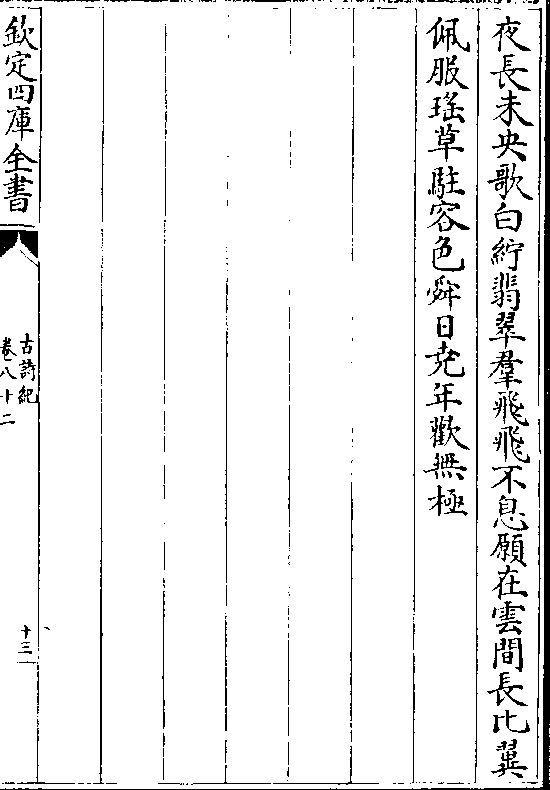 夜長未央歌白紵翡翠羣飛飛不息願在雲間長比翼
佩服瑤草駐容色舜日堯年歡無極
欽定四庫全書
古詩紀
卷八十二
十三